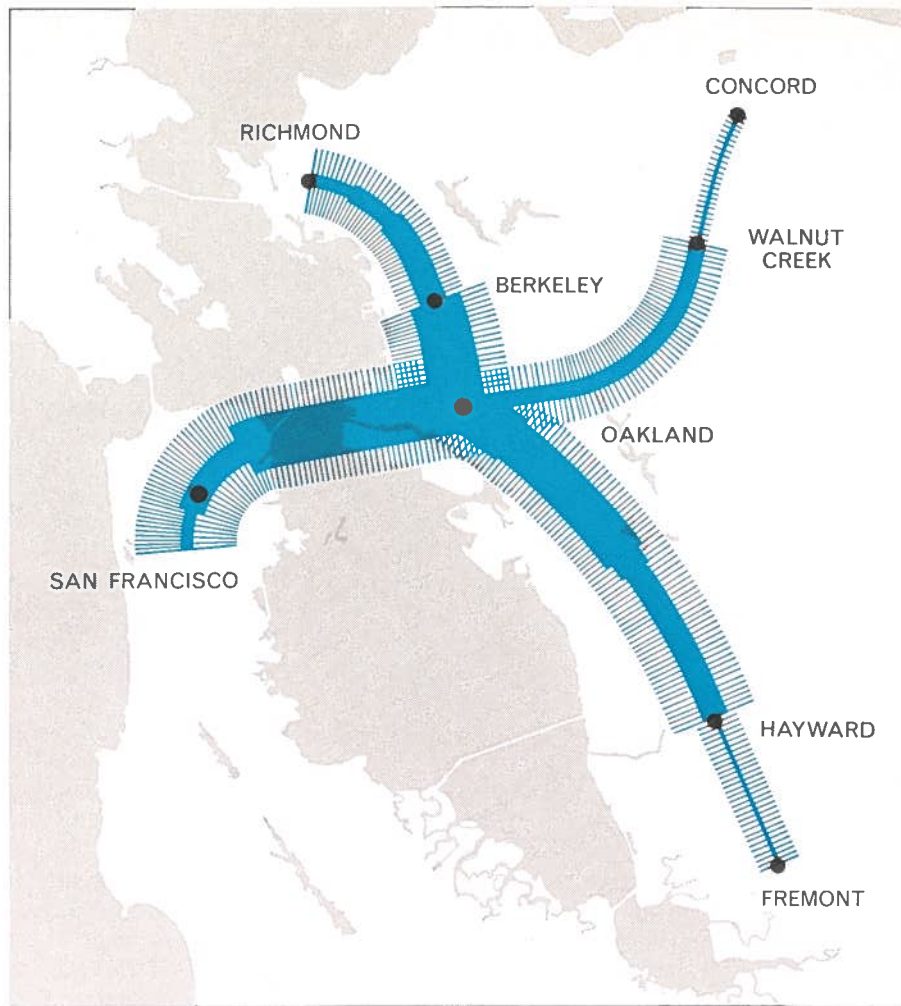 CONCORD
RICHMOND
WALNUT
CREEK
BERKELEY
OAKLAND
SAN FRANCISCO
HAYWARD
FREMONT